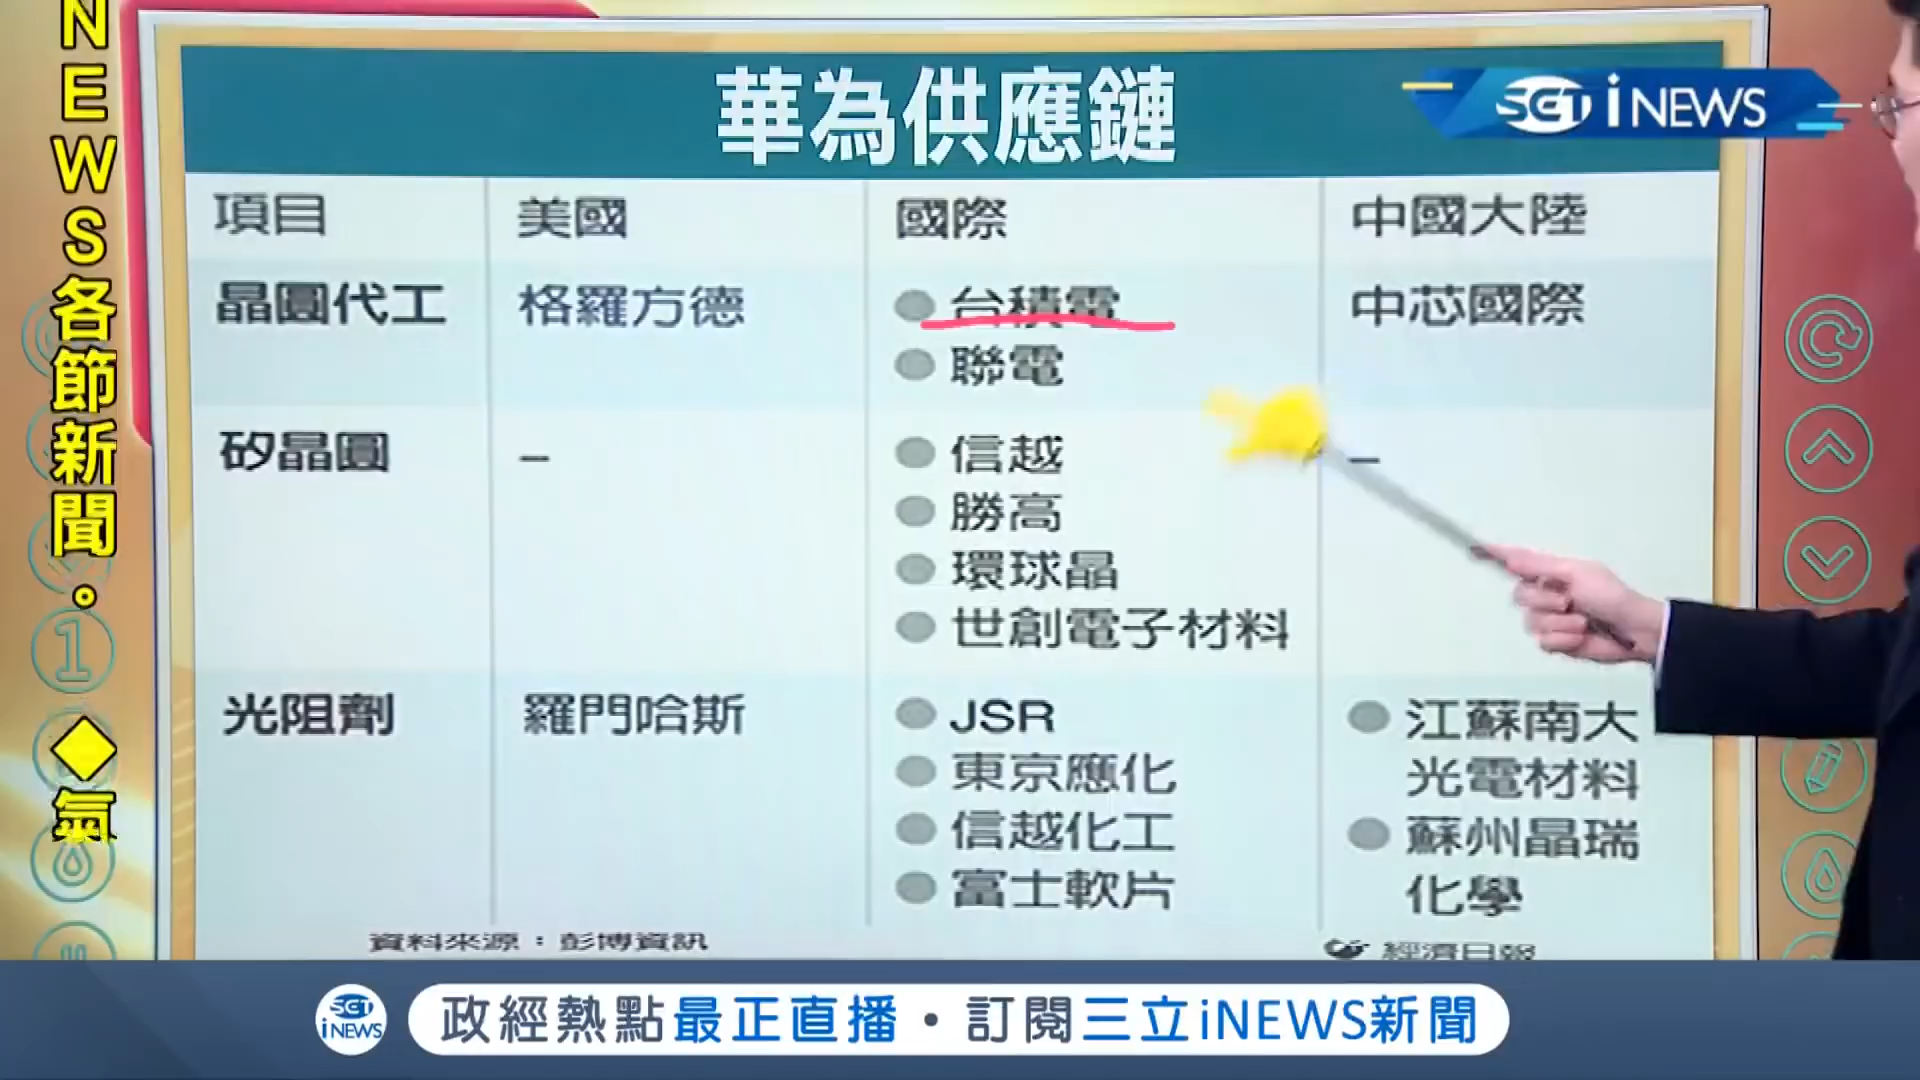 NEWS各節新聞。◆氣
華為供應鏈
SET iNEWS
項目 美國 國際 中國大陸
晶圓代工 格羅方德 台積電 中芯國際
聯電
矽晶圓 – 信越 –
勝高
環球晶
世創電子材料
光阻劑 羅門哈斯 JSR 江蘇南大
東京應化 光電材料
信越化工 蘇州晶瑞
富士軟片 化學
資料來源：彭博資訊 經濟日報
1
SET iNEWS 政經熱點最正直播・訂閱三立iNEWS新聞